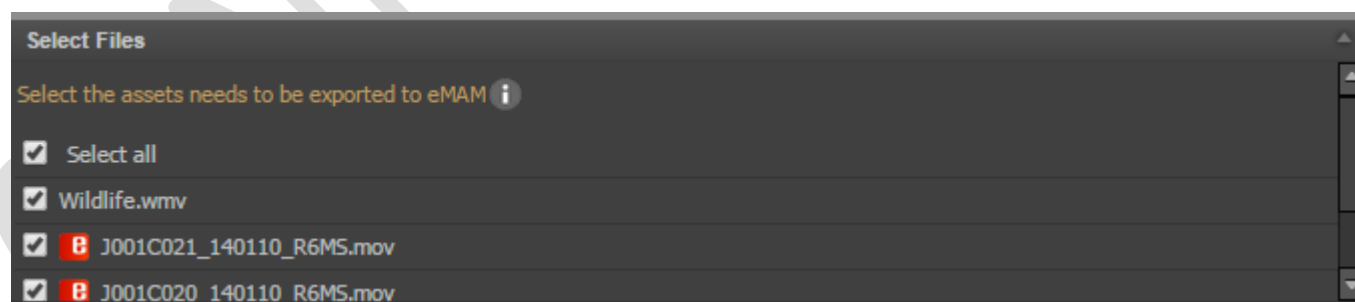 Select Files
Select the assets needs to be exported to eMAM i
Select all
Wildlife.wmv
e J001C021_140110_R6MS.mov
e J001C020_140110_R6MS.mov